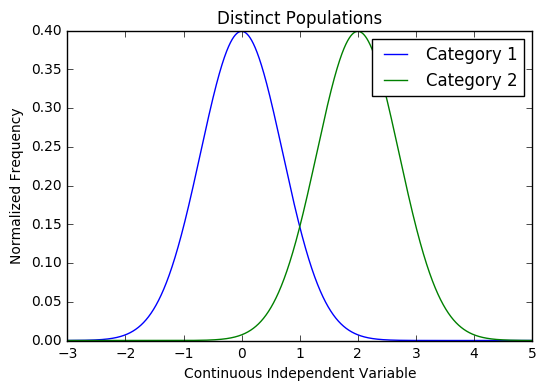 Distinct Populations
Category 1
Category 2
Normalized Frequency
0.40
0.35
0.30
0.25
0.20
0.15
0.10
0.05
0.00
−3 −2 −1 0 1 2 3 4 5
Continuous Independent Variable